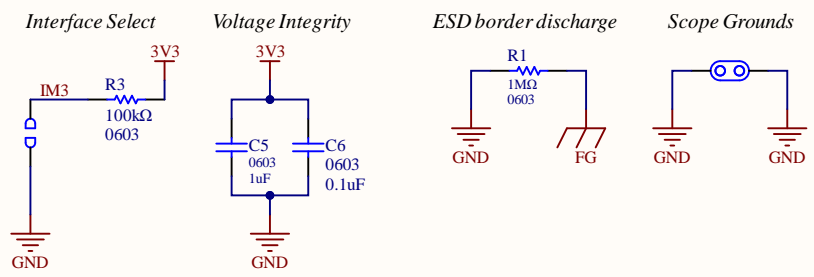 Interface Select
3V3
IM3
R3
100kΩ
0603
GND
Voltage Integrity
3V3
C5
0603
1uF
C6
0603
0.1uF
GND
ESD border discharge
R1
1MΩ
0603
GND
FG
Scope Grounds
GND
GND